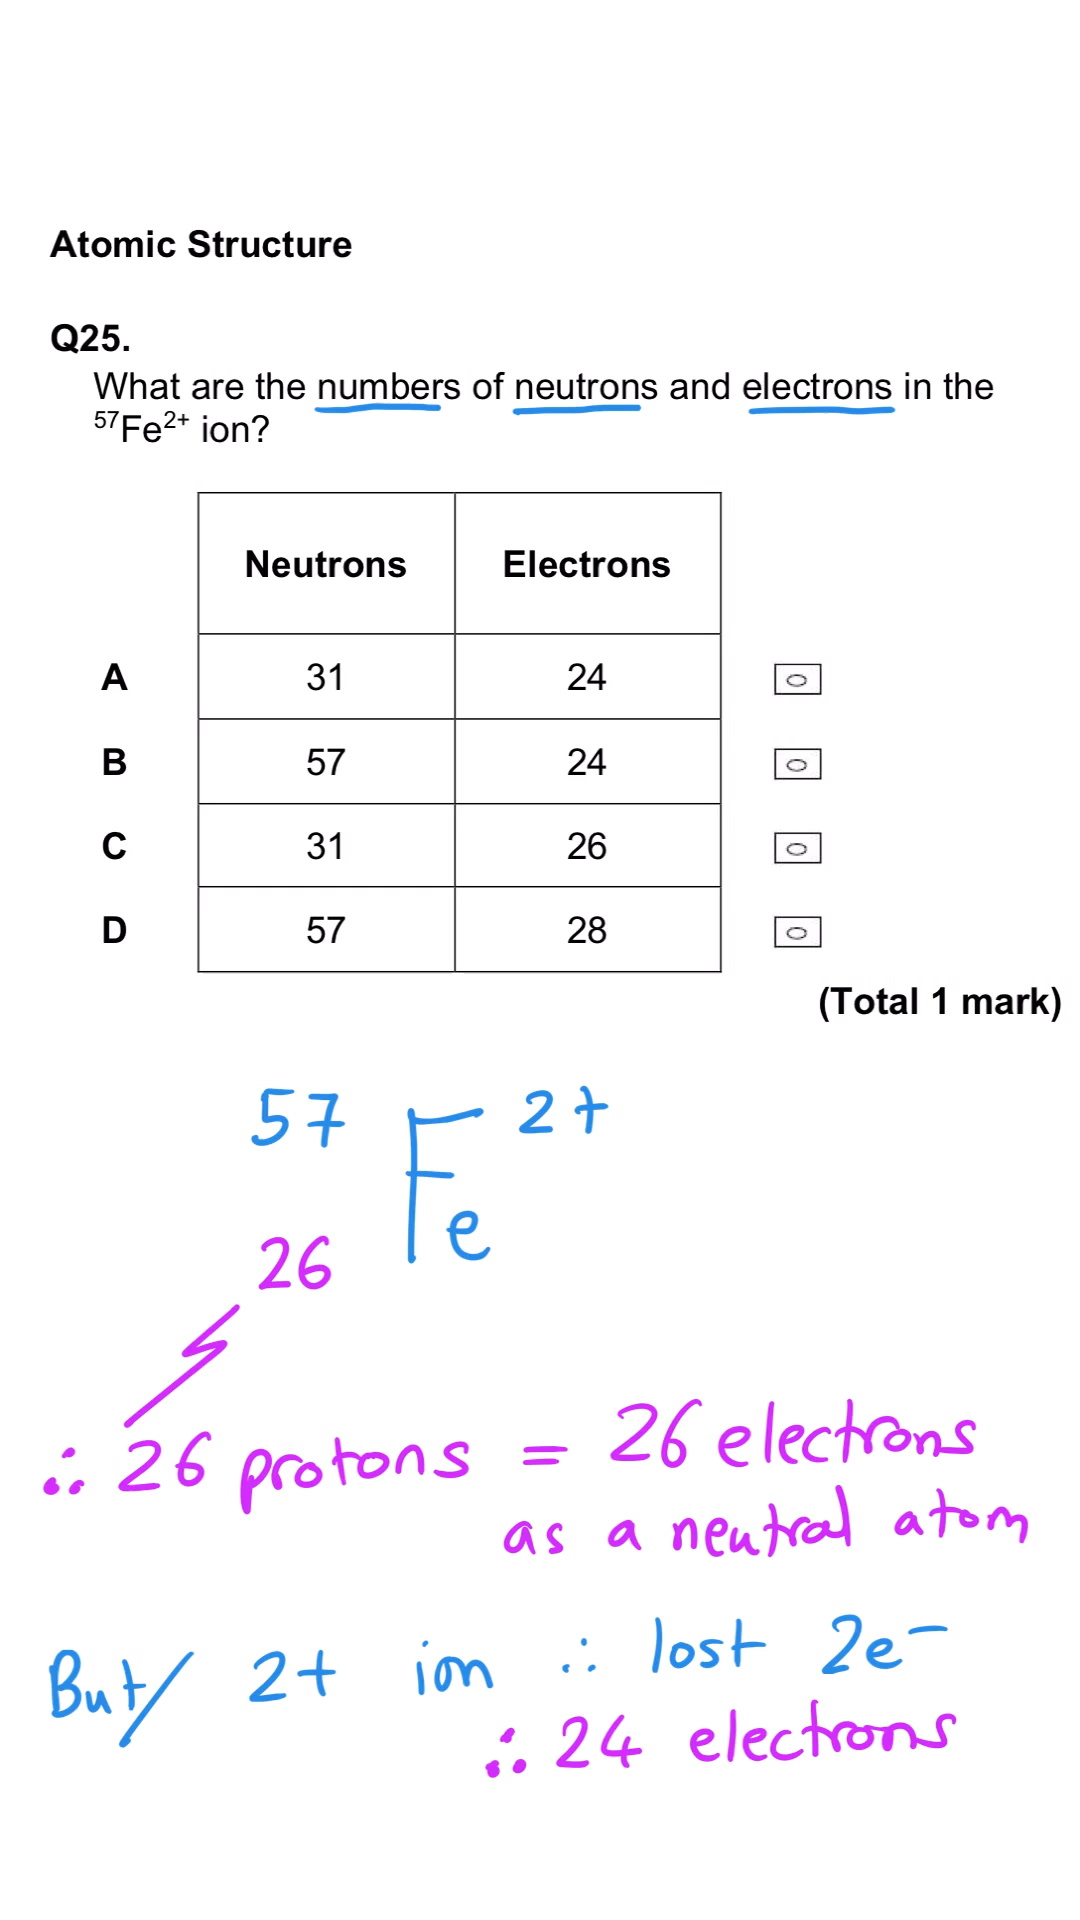 Atomic Structure
Q25.
What are the numbers of neutrons and electrons in the
⁵⁷Fe²⁺ ion?
Neutrons Electrons
A 31 24
B 57 24
C 31 26
D 57 28
(Total 1 mark)
57 Fe 2+
26
∴ 26 protons = 26 electrons
as a neutral atom
But/ 2+ ion ∴ lost 2e⁻
∴ 24 electrons